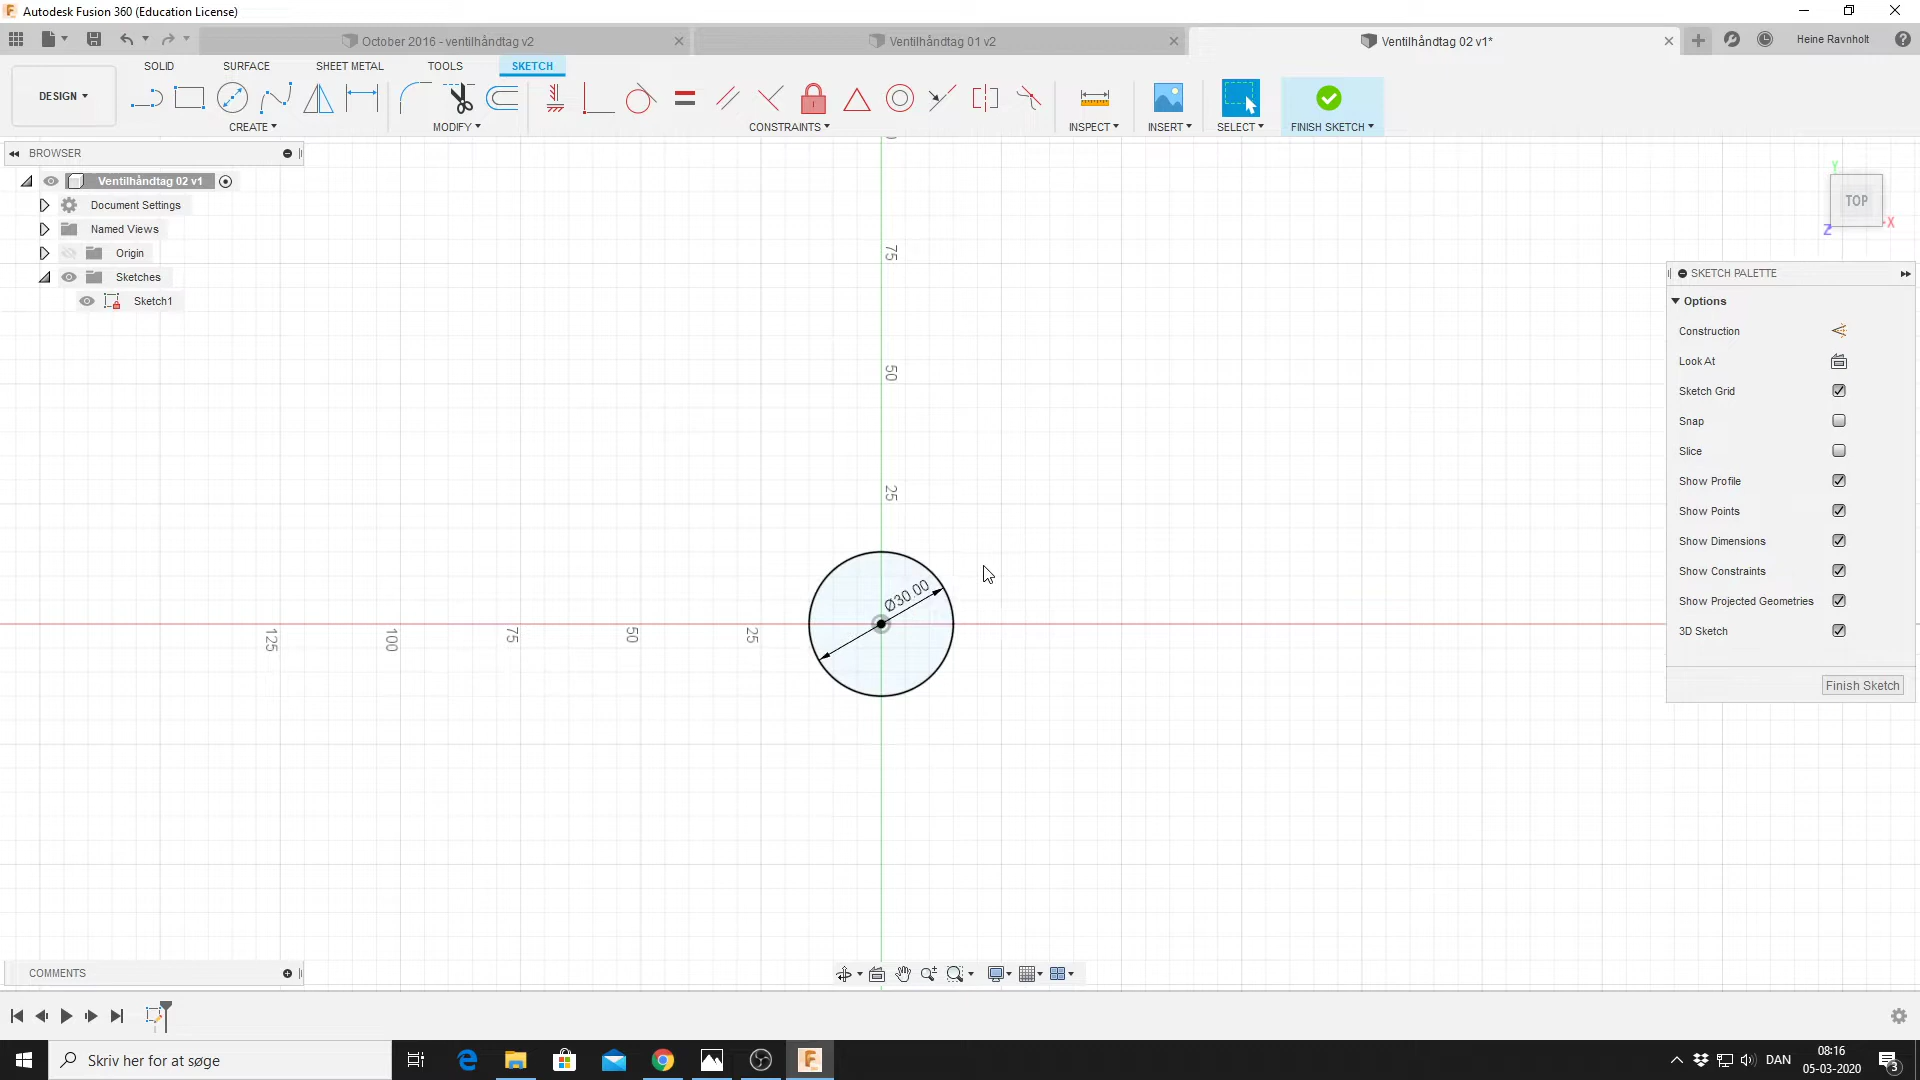 Autodesk Fusion 360 (Education License)
October 2016 - ventilhåndtag v2
Ventilhåndtag 01 v2
Ventilhåndtag 02 v1*
Heine Ravnholt
DESIGN
SOLID
SURFACE
SHEET METAL
TOOLS
SKETCH
CREATE
MODIFY
CONSTRAINTS
INSPECT
INSERT
SELECT
FINISH SKETCH
BROWSER
Ventilhåndtag 02 v1
Document Settings
Named Views
Origin
Sketches
Sketch1
TOP
Y
X
Z
75
50
25
Ø30.00
125
100
75
50
25
SKETCH PALETTE
Options
Construction
Look At
Sketch Grid
Snap
Slice
Show Profile
Show Points
Show Dimensions
Show Constraints
Show Projected Geometries
3D Sketch
Finish Sketch
COMMENTS
Skriv her for at søge
DAN
08:16
05-03-2020
3